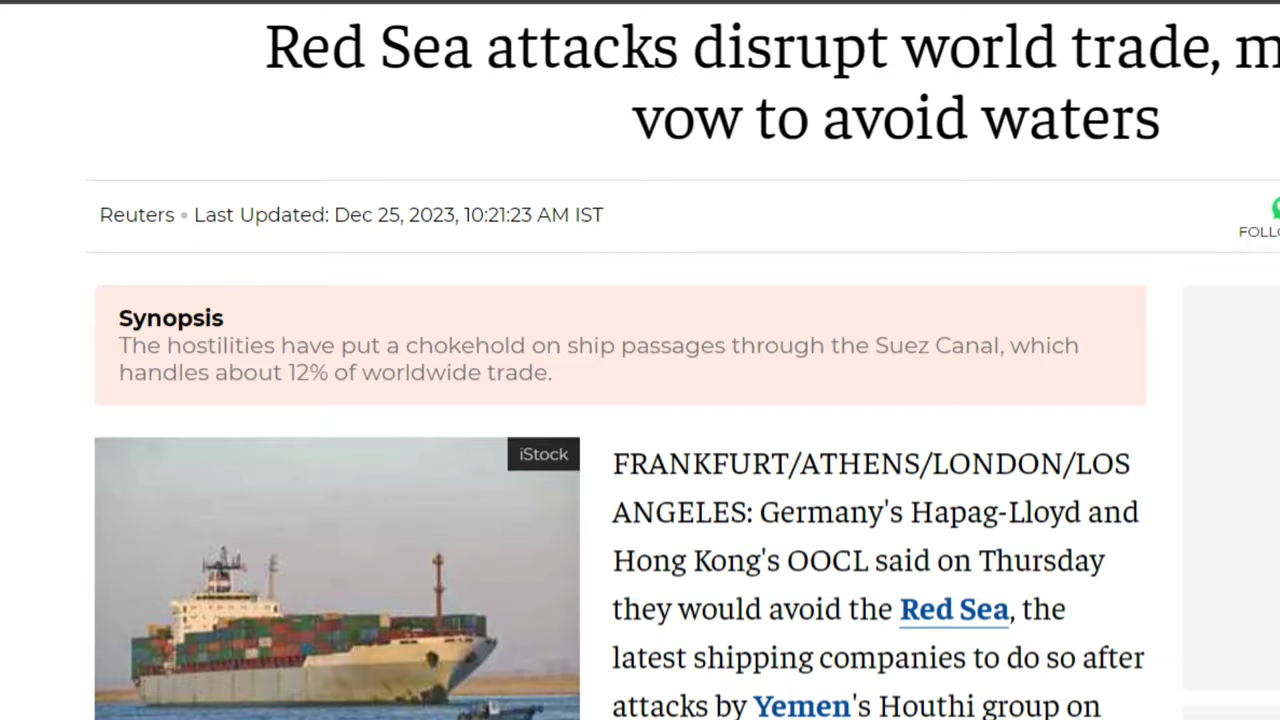 Red Sea attacks disrupt world trade,
vow to avoid waters
Reuters • Last Updated: Dec 25, 2023, 10:21:23 AM IST
Synopsis
The hostilities have put a chokehold on ship passages through the Suez Canal, which
handles about 12% of worldwide trade.
iStock
FRANKFURT/ATHENS/LONDON/LOS
ANGELES: Germany's Hapag-Lloyd and
Hong Kong's OOCL said on Thursday
they would avoid the Red Sea, the
latest shipping companies to do so after
attacks by Yemen's Houthi group on